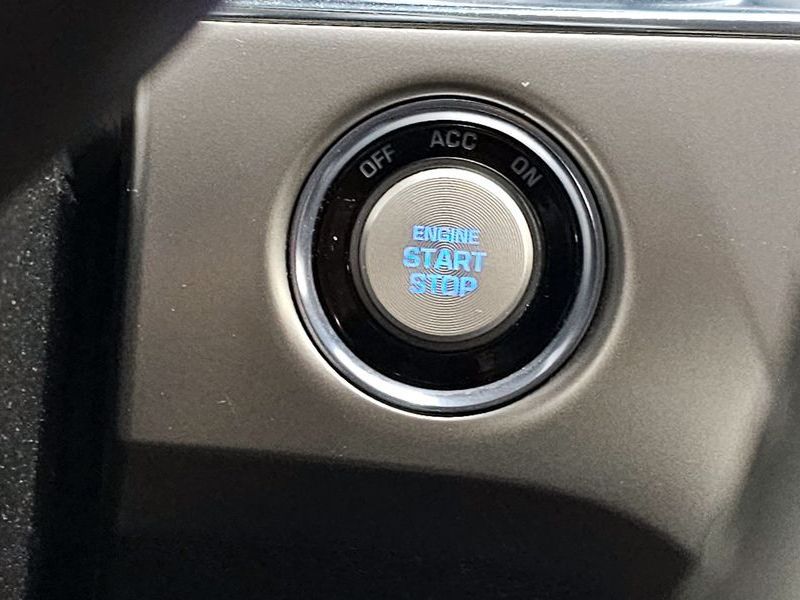 OFF ACC ON
ENGINE
START
STOP